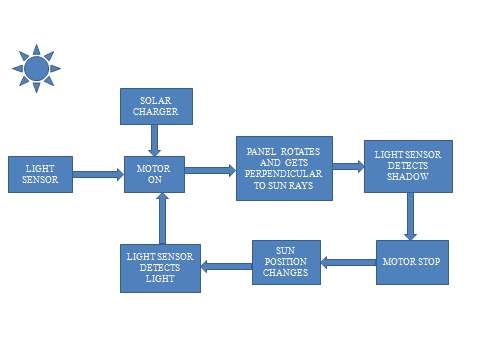 SOLAR
CHARGER
LIGHT
SENSOR
MOTOR
ON
PANEL ROTATES
AND GETS
PERPENDICULAR
TO SUN RAYS
LIGHT SENSOR
DETECTS
SHADOW
LIGHT SENSOR
DETECTS
LIGHT
SUN
POSITION
CHANGES
MOTOR STOP